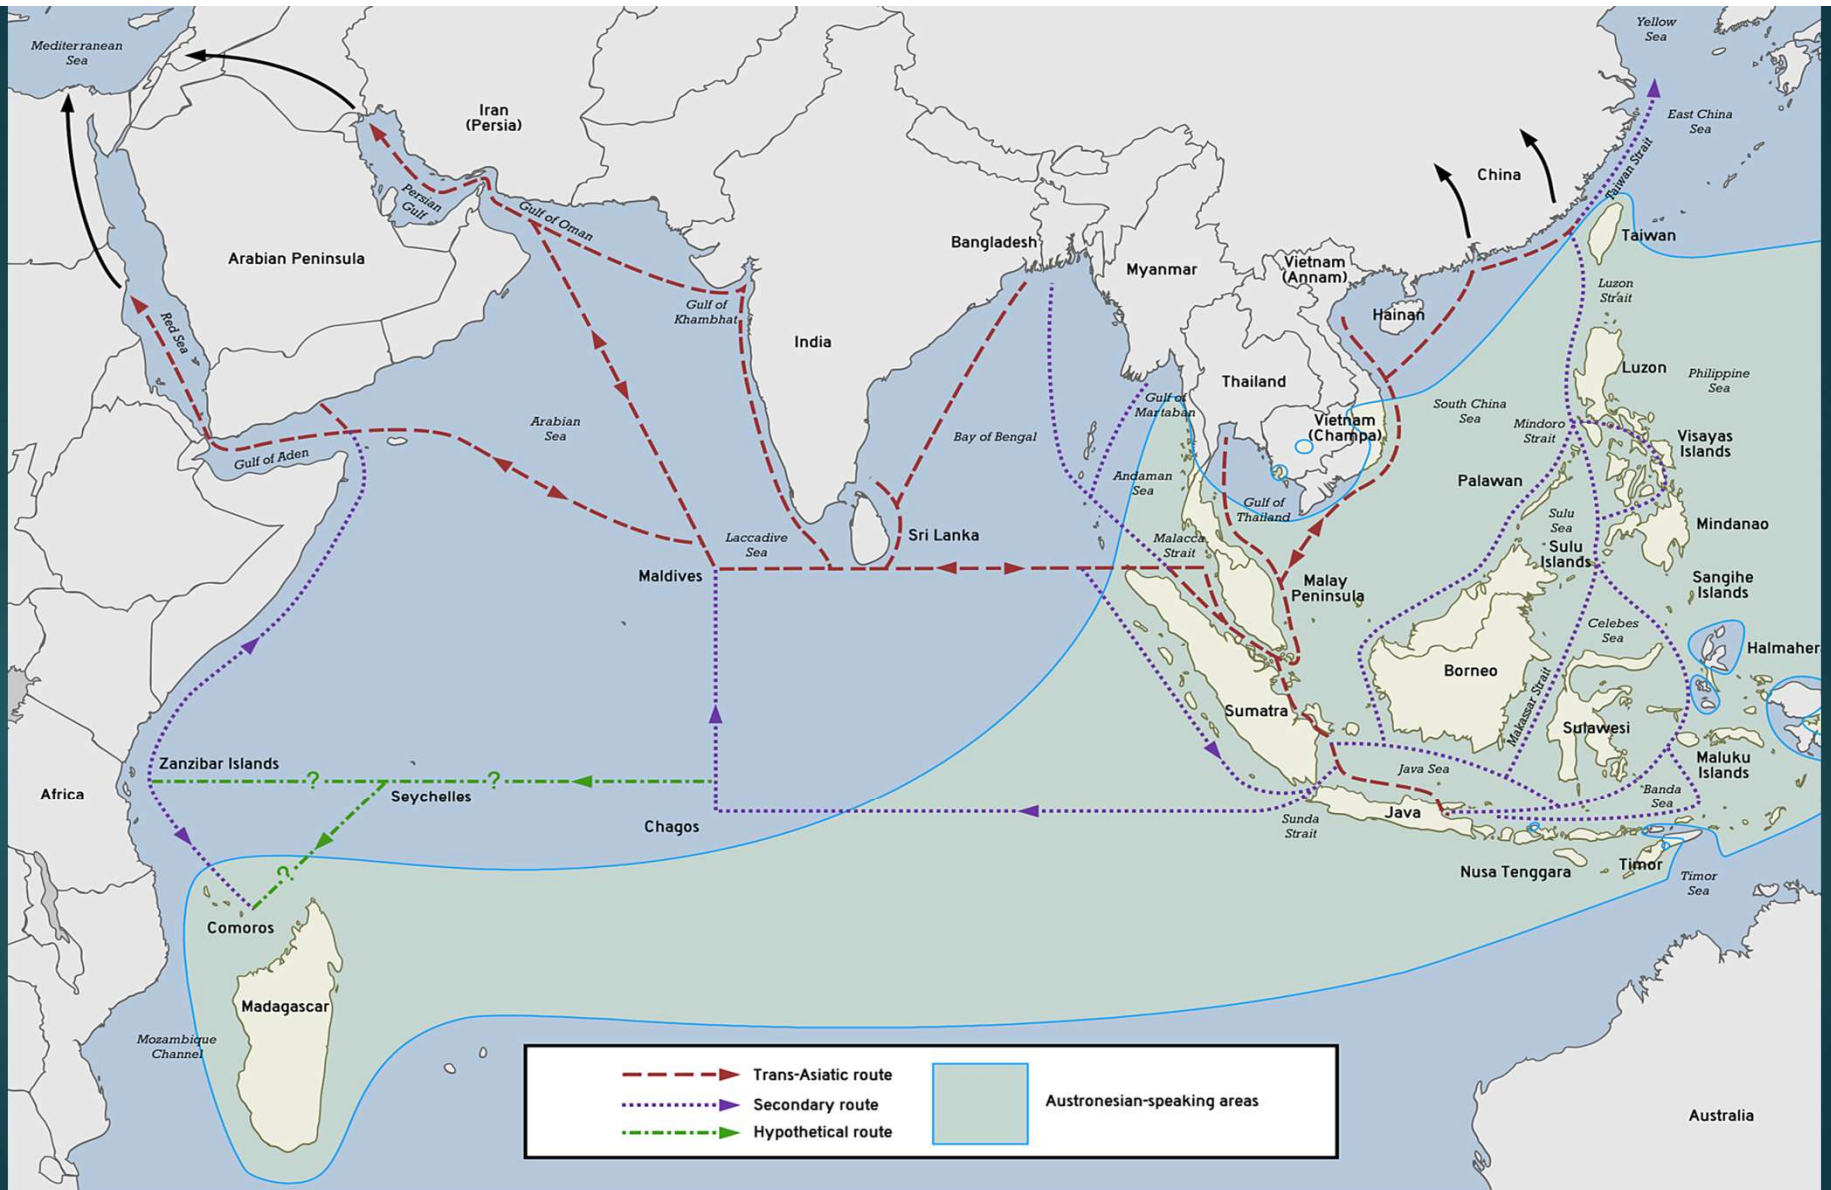 Mediterranean
Sea
Yellow
Sea
Iran
(Persia)
East China
Sea
Taiwan Strait
China
Persian
Gulf
Gulf of Oman
Arabian Peninsula
Bangladesh
Myanmar
Vietnam
(Annam)
Taiwan
Luzon
Strait
Red Sea
Gulf of
Khambhat
Hainan
India
Thailand
Luzon
Philippine
Sea
Gulf of
Martaban
South China
Sea
Arabian
Sea
Bay of Bengal
Vietnam
(Champa)
Mindoro
Strait
Visayas
Islands
Gulf of Aden
Andaman
Sea
Palawan
Gulf of
Thailand
Sulu
Sea
Mindanao
Laccadive
Sea
Sri Lanka
Malacca
Strait
Sulu
Islands
Maldives
Malay
Peninsula
Sangihe
Islands
Celebes
Sea
Halmaher
Borneo
Makassar Strait
Sumatra
Sulawesi
Zanzibar Islands
?
?
Seychelles
Africa
Java Sea
Maluku
Islands
Banda
Sea
Chagos
Sunda
Strait
Java
?
Nusa Tenggara
Timor
Timor
Sea
Comoros
Madagascar
Mozambique
Channel
Trans-Asiatic route
Secondary route
Hypothetical route
Austronesian-speaking areas
Australia